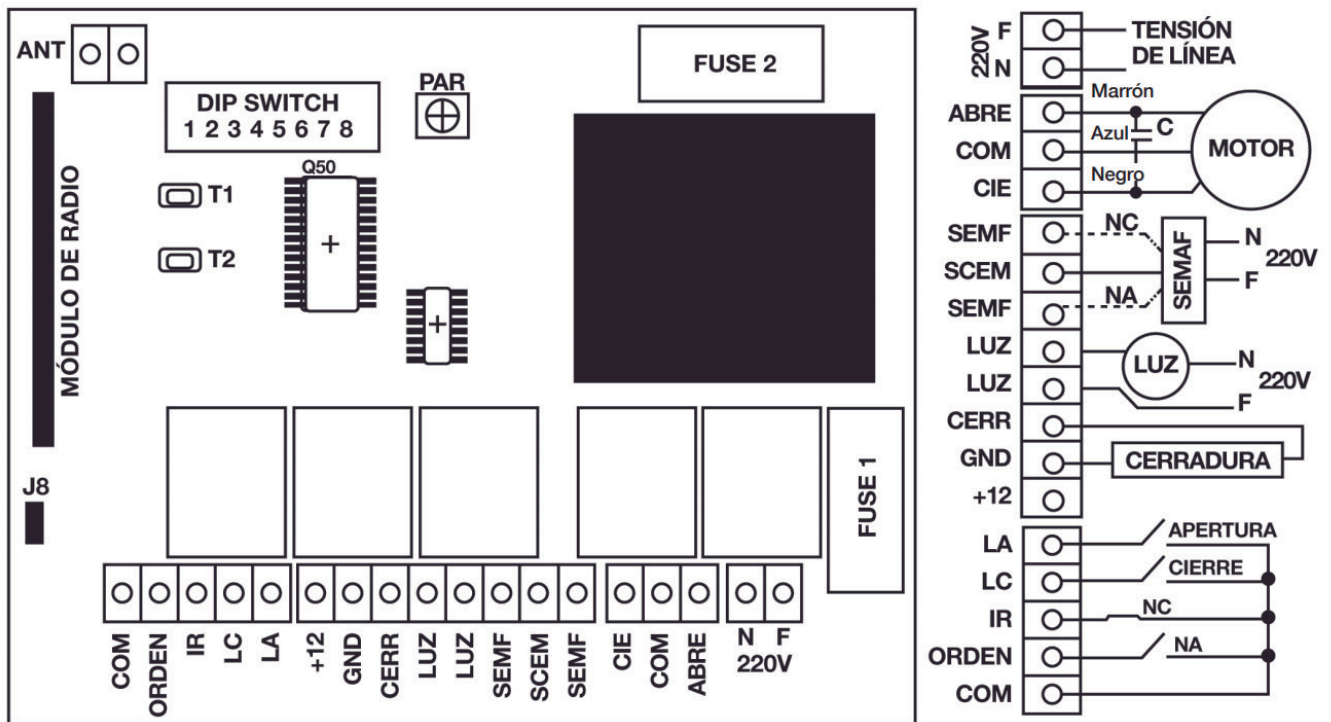 ANT
DIP SWITCH
1 2 3 4 5 6 7 8
PAR
FUSE 2
Q50
T1
T2
MÓDULO DE RADIO
J8
FUSE 1
COM
ORDEN
IR
LC
LA
+12
GND
CERR
LUZ
LUZ
SEMF
SCEM
SEMF
CIE
COM
ABRE
N F
220V
220V
F
N
TENSIÓN
DE LÍNEA
ABRE
COM
CIE
Marrón
Azul
Negro
C
MOTOR
SEMF
SCEM
SEMF
NC
NA
SEMAF
N
220V
F
LUZ
LUZ
LUZ
N
220V
F
CERR
GND
+12
CERRADURA
LA
LC
IR
ORDEN
COM
APERTURA
CIERRE
NC
NA